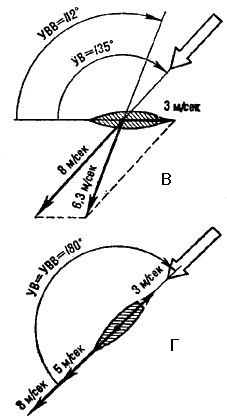 УВВ=112°
УВ=135°
3 м/сек
8 м/сек
6,3 м/сек
В
УВ=УВВ=180°
3 м/сек
5 м/сек
8 м/сек
Г